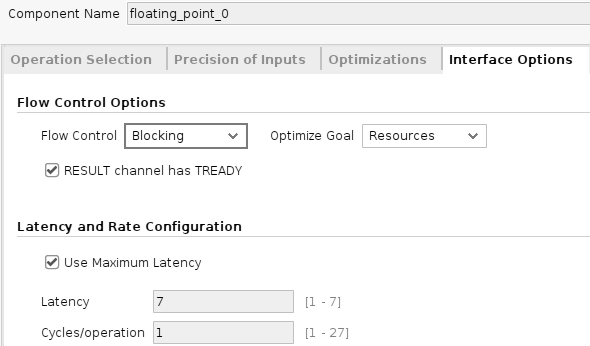 Component Name floating_point_0
Operation Selection Precision of Inputs Optimizations Interface Options
Flow Control Options
Flow Control Blocking Optimize Goal Resources
RESULT channel has TREADY
Latency and Rate Configuration
Use Maximum Latency
Latency 7 [1 - 7]
Cycles/operation 1 [1 - 27]